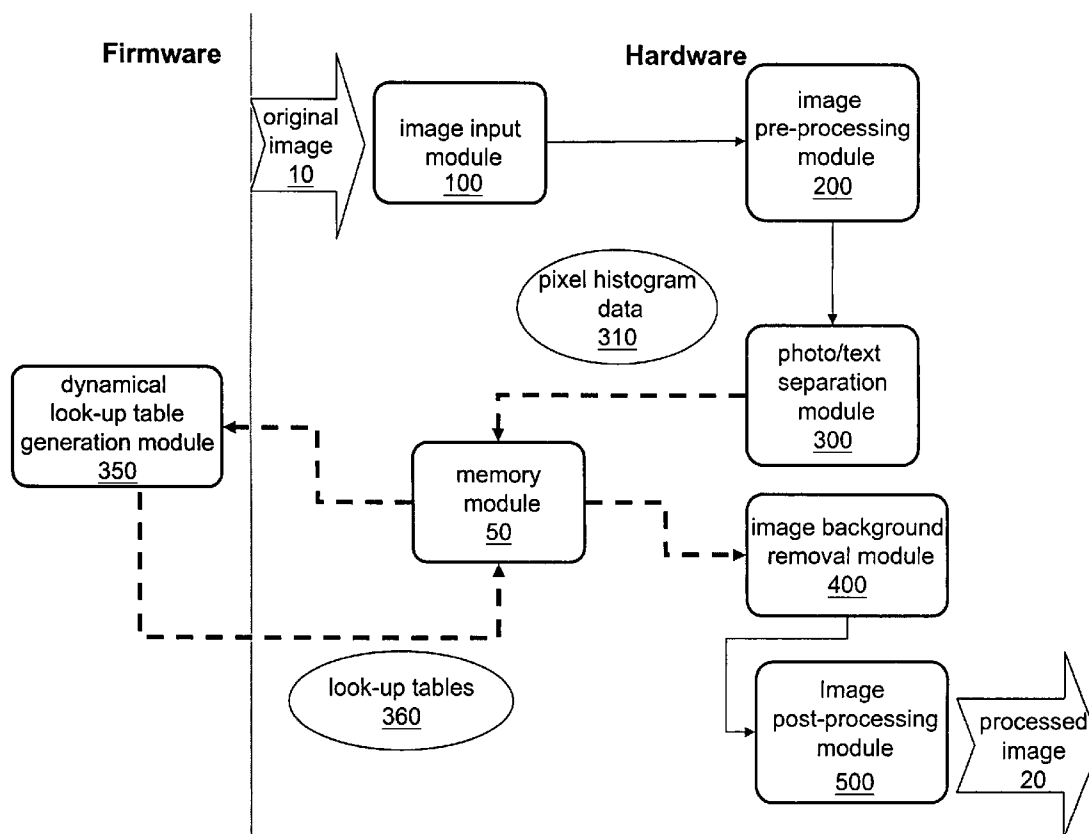 Firmware
Hardware
original
image
10
image input
module
100
image
pre-processing
module
200
pixel histogram
data
310
photo/text
separation
module
300
dynamical
look-up table
generation module
350
memory
module
50
image background
removal module
400
look-up tables
360
Image
post-processing
module
500
processed
image
20